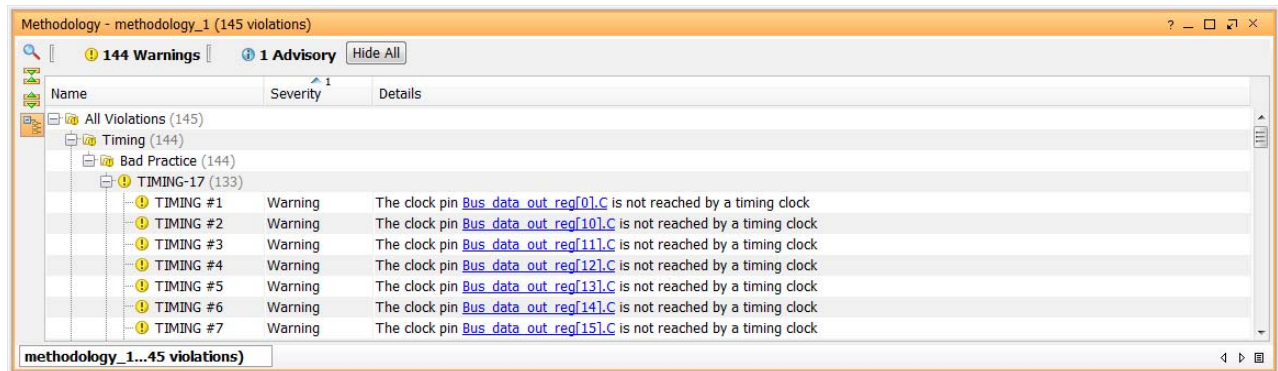 Methodology - methodology_1 (145 violations)
144 Warnings 1 Advisory Hide All
Name Severity 1 Details
All Violations (145)
Timing (144)
Bad Practice (144)
TIMING-17 (133)
TIMING #1 Warning The clock pin Bus_data_out_reg[0].C is not reached by a timing clock
TIMING #2 Warning The clock pin Bus_data_out_reg[10].C is not reached by a timing clock
TIMING #3 Warning The clock pin Bus_data_out_reg[11].C is not reached by a timing clock
TIMING #4 Warning The clock pin Bus_data_out_reg[12].C is not reached by a timing clock
TIMING #5 Warning The clock pin Bus_data_out_reg[13].C is not reached by a timing clock
TIMING #6 Warning The clock pin Bus_data_out_reg[14].C is not reached by a timing clock
TIMING #7 Warning The clock pin Bus_data_out_reg[15].C is not reached by a timing clock
methodology_1...45 violations)